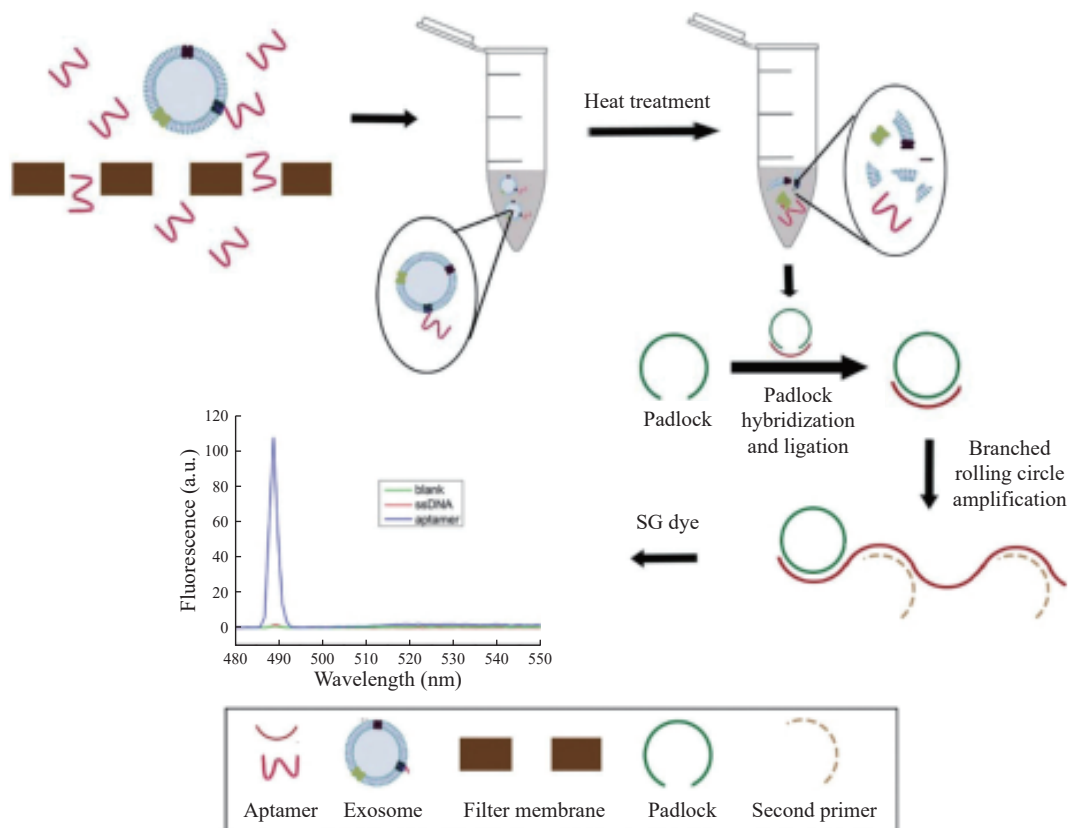 Heat treatment
Padlock
Padlock
hybridization
and ligation
Branched
rolling circle
amplification
SG dye
Fluorescence (a.u.)
120
100
80
60
40
20
0
blank
ssDNA
aptamer
480 490 500 510 520 530 540 550
Wavelength (nm)
Aptamer Exosome Filter membrane Padlock Second primer